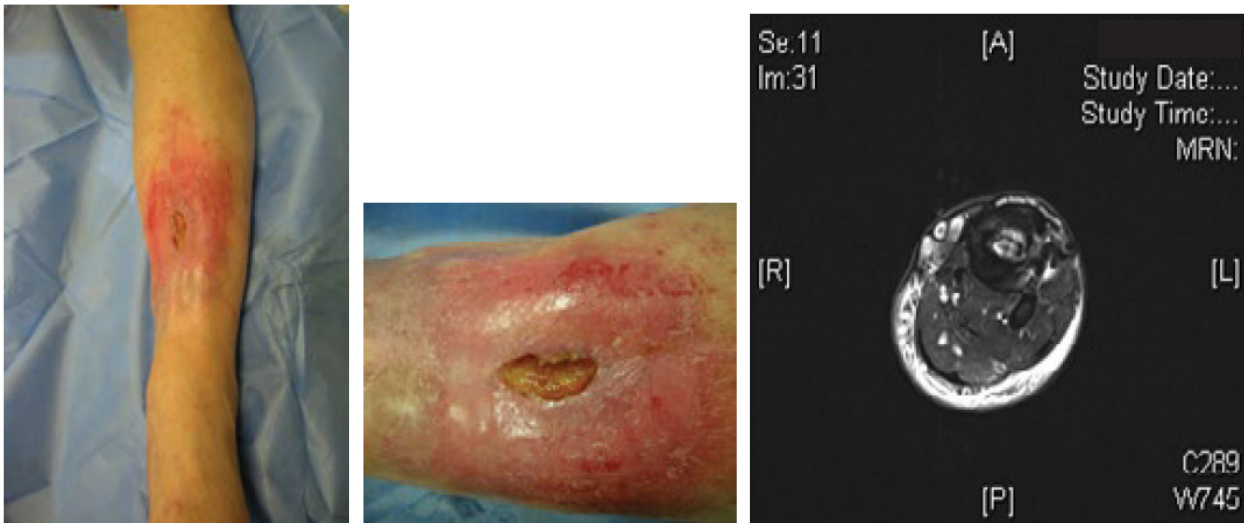 Se:11
Im:31
[A]
Study Date:...
Study Time:...
MRN:
[R]
[L]
[P]
C289
W745